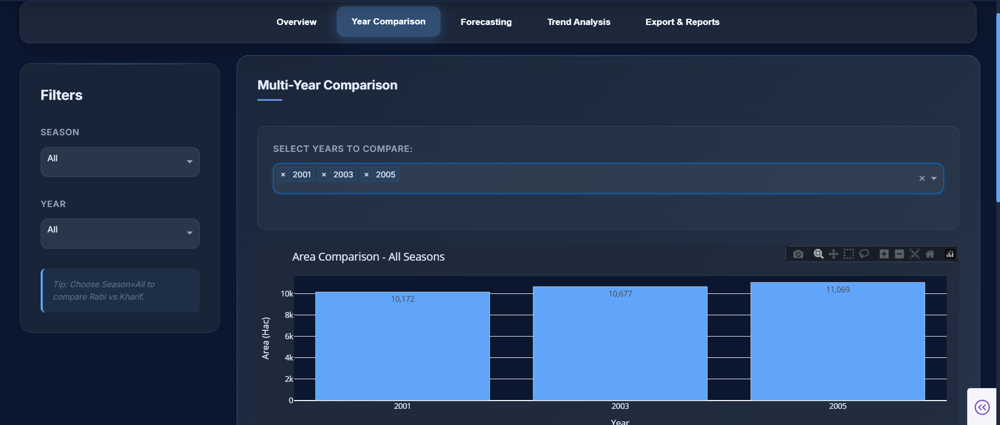 Overview
Year Comparison
Forecasting
Trend Analysis
Export & Reports
Filters
SEASON
All
YEAR
All
Tip: Choose Season=All to
compare Rabi vs Kharif.
Multi-Year Comparison
SELECT YEARS TO COMPARE:
× 2001 × 2003 × 2005
Area Comparison - All Seasons
10,172
10,677
11,069
10k
8k
6k
4k
2k
0
Area (Hac)
2001
2003
2005
Year